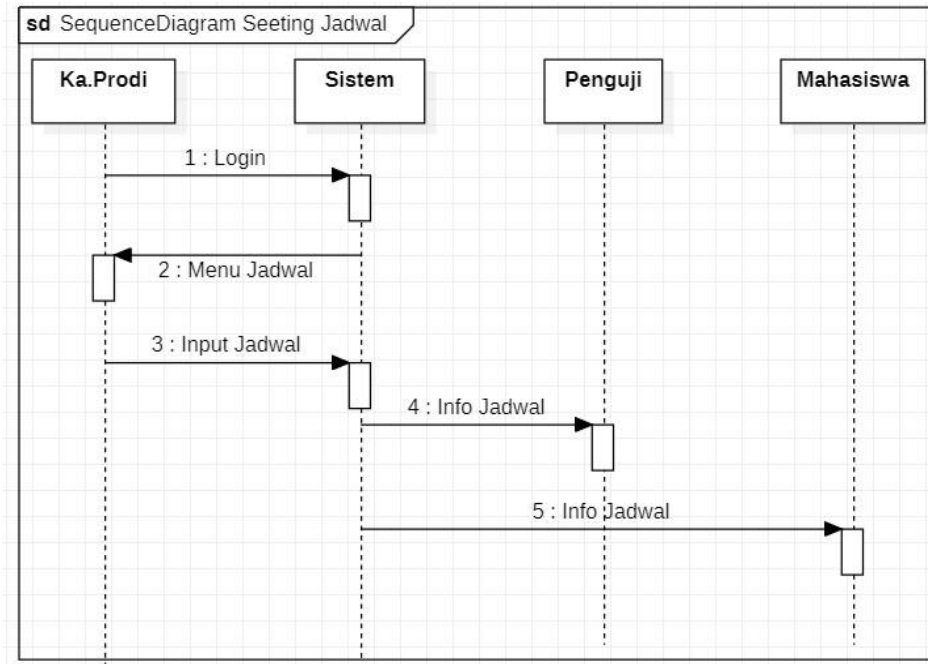 sd SequenceDiagram Seeting Jadwal
Ka.Prodi
Sistem
Penguji
Mahasiswa
1 : Login
2 : Menu Jadwal
3 : Input Jadwal
4 : Info Jadwal
5 : Info Jadwal